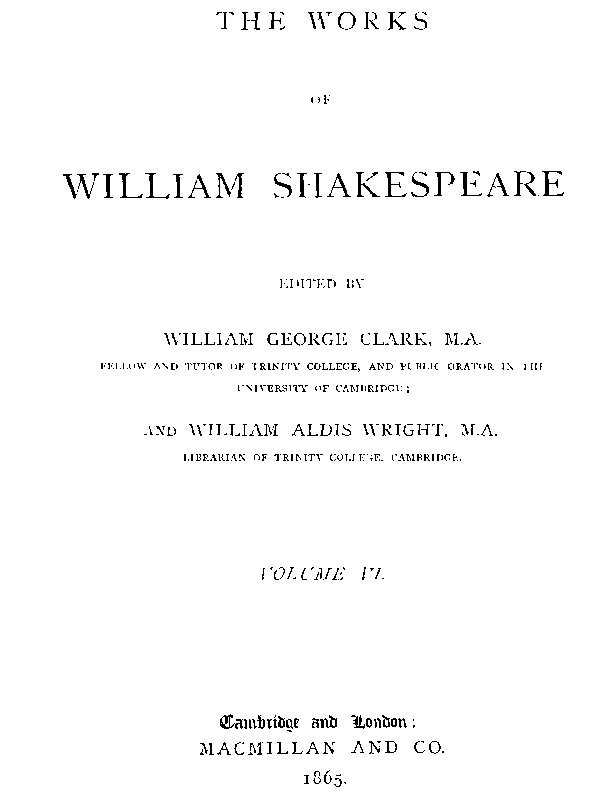 THE WORKS
OF
WILLIAM SHAKESPEARE
EDITED BY
WILLIAM GEORGE CLARK, M.A.
FELLOW AND TUTOR OF TRINITY COLLEGE, AND PUBLIC ORATOR IN THE
UNIVERSITY OF CAMBRIDGE;
AND WILLIAM ALDIS WRIGHT, M.A.
LIBRARIAN OF TRINITY COLLEGE, CAMBRIDGE.
VOLUME VI.
Cambridge and London:
MACMILLAN AND CO.
1865.